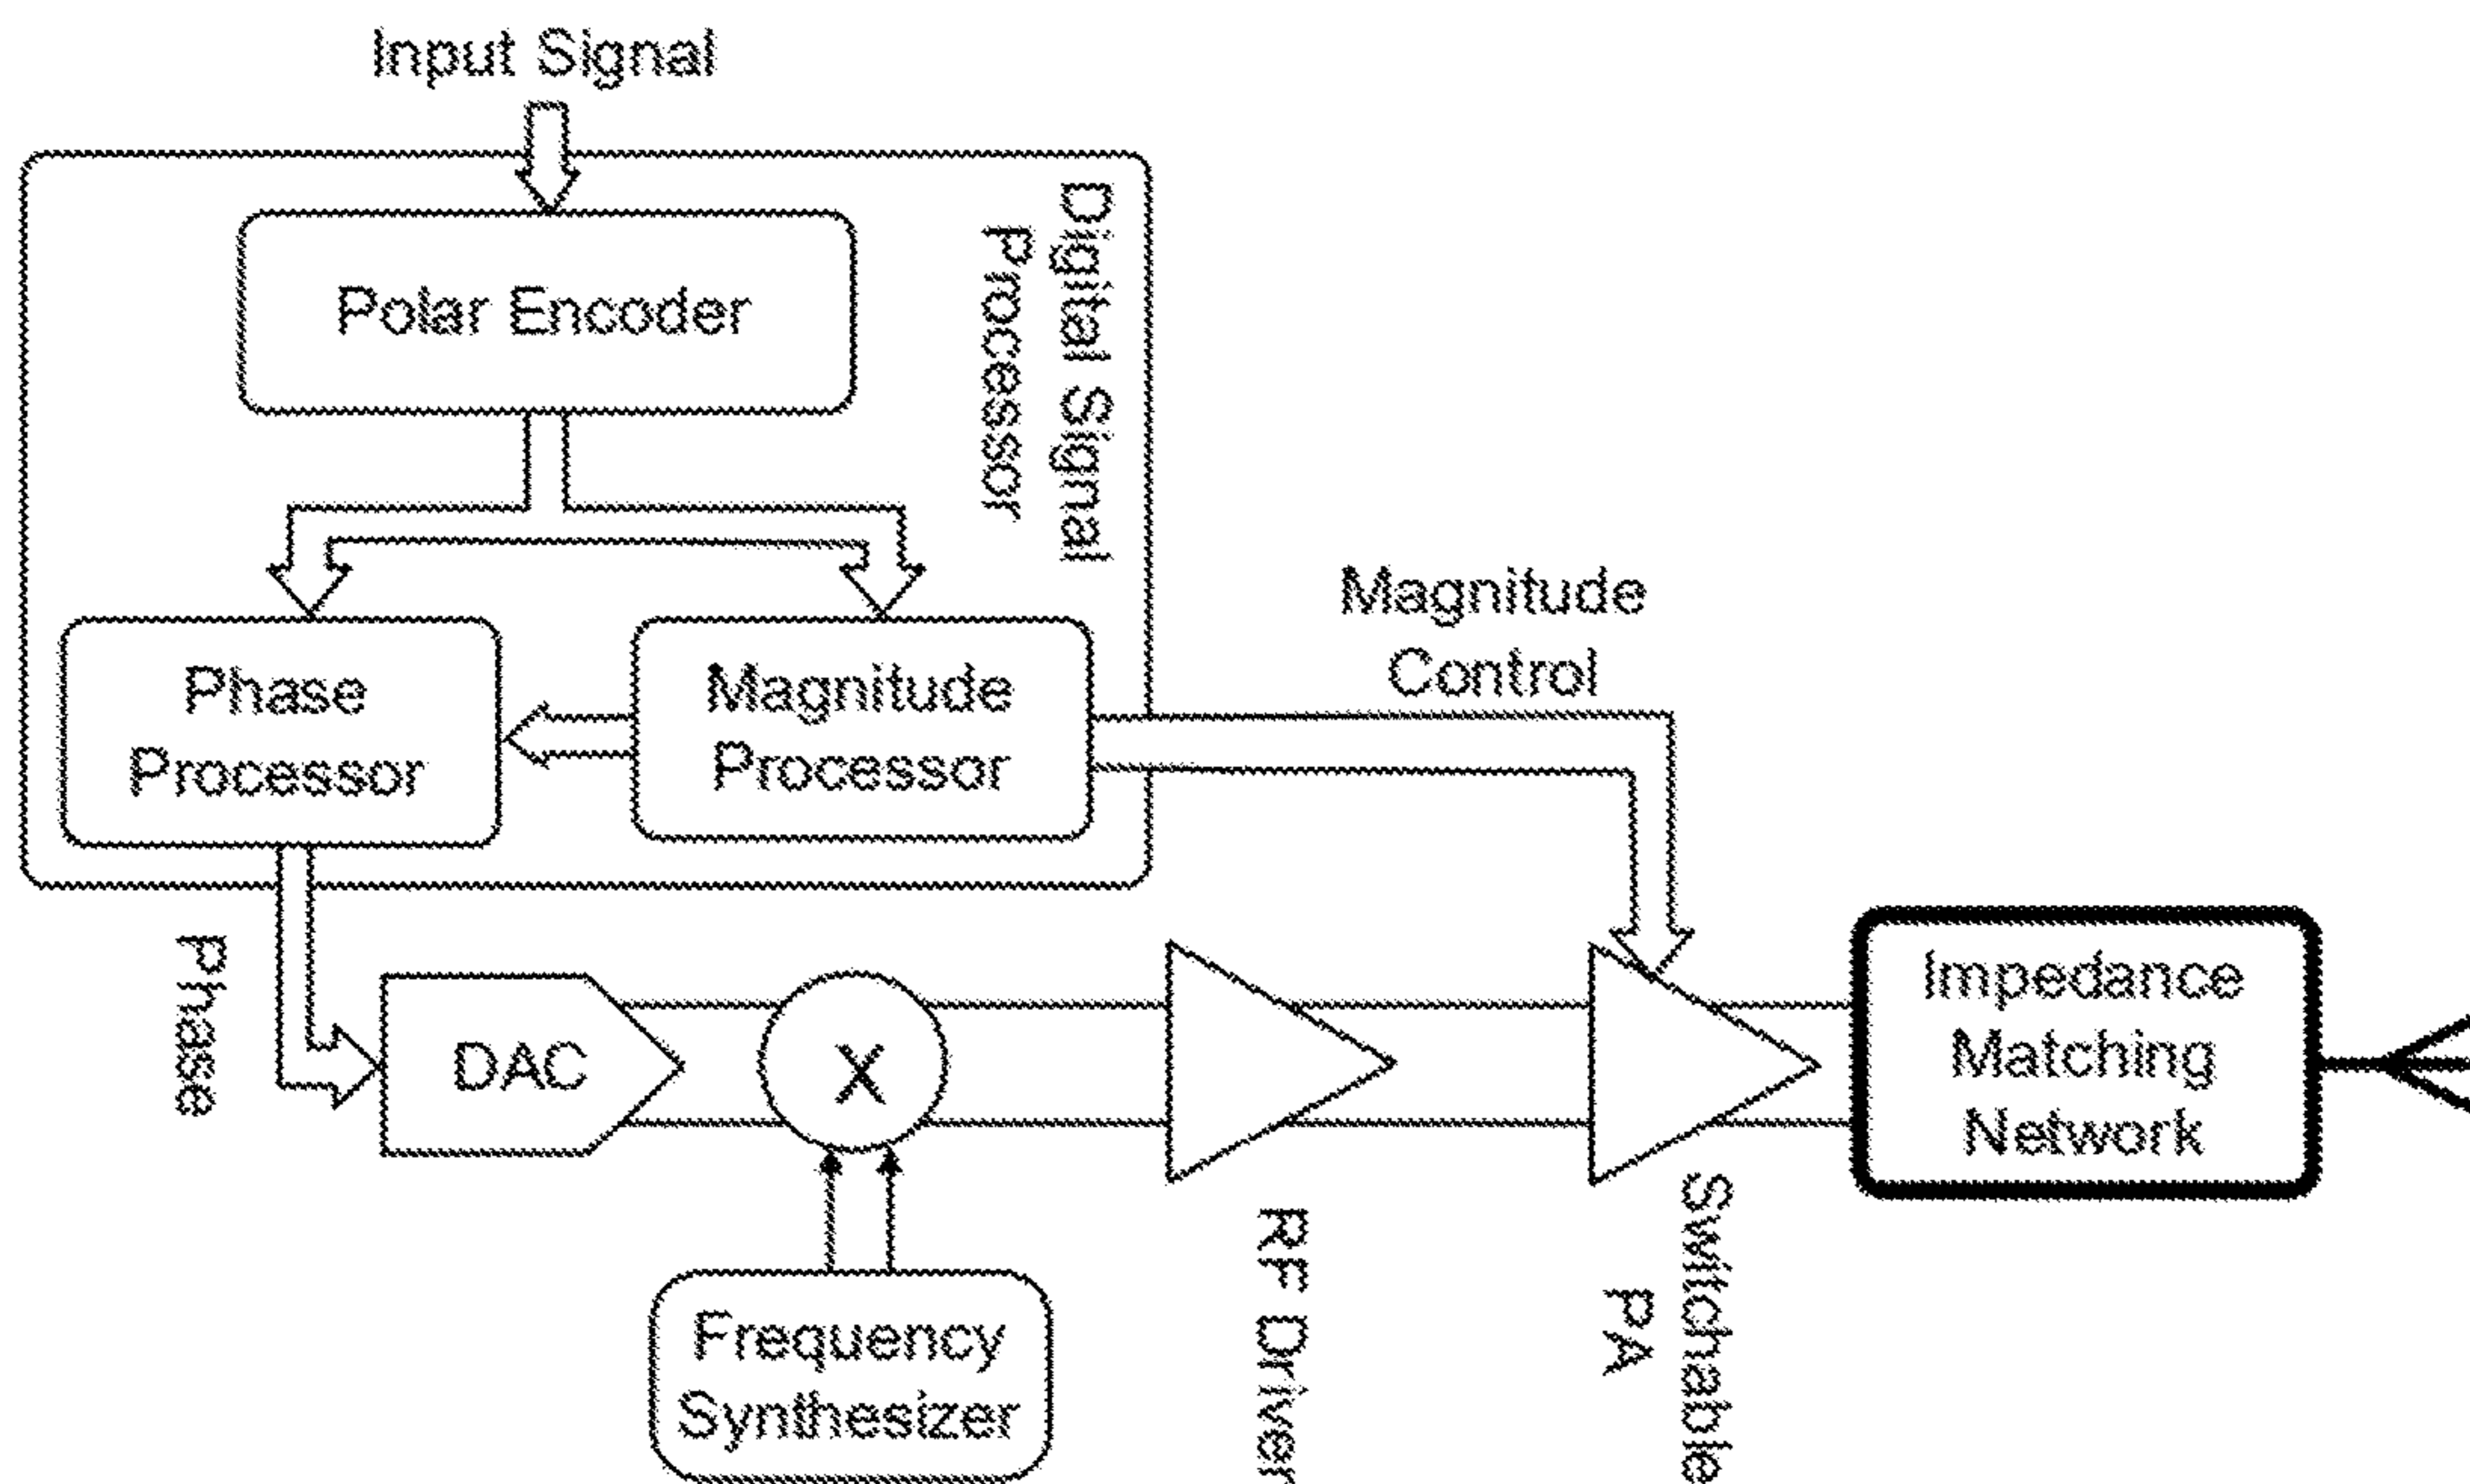 Input Signal
Digital Signal
Processor
Polar Encoder
Phase
Processor
Magnitude
Processor
Magnitude
Control
Phase
DAC
X
Impedance
Matching
Network
RF Driver
Switchable
PA
Frequency
Synthesizer